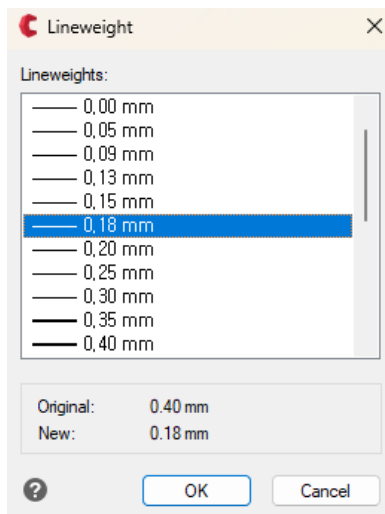 Lineweight
Lineweights:
0,00 mm
0,05 mm
0,09 mm
0,13 mm
0,15 mm
0,18 mm
0,20 mm
0,25 mm
0,30 mm
0,35 mm
0,40 mm
Original: 0.40 mm
New: 0.18 mm
? OK Cancel